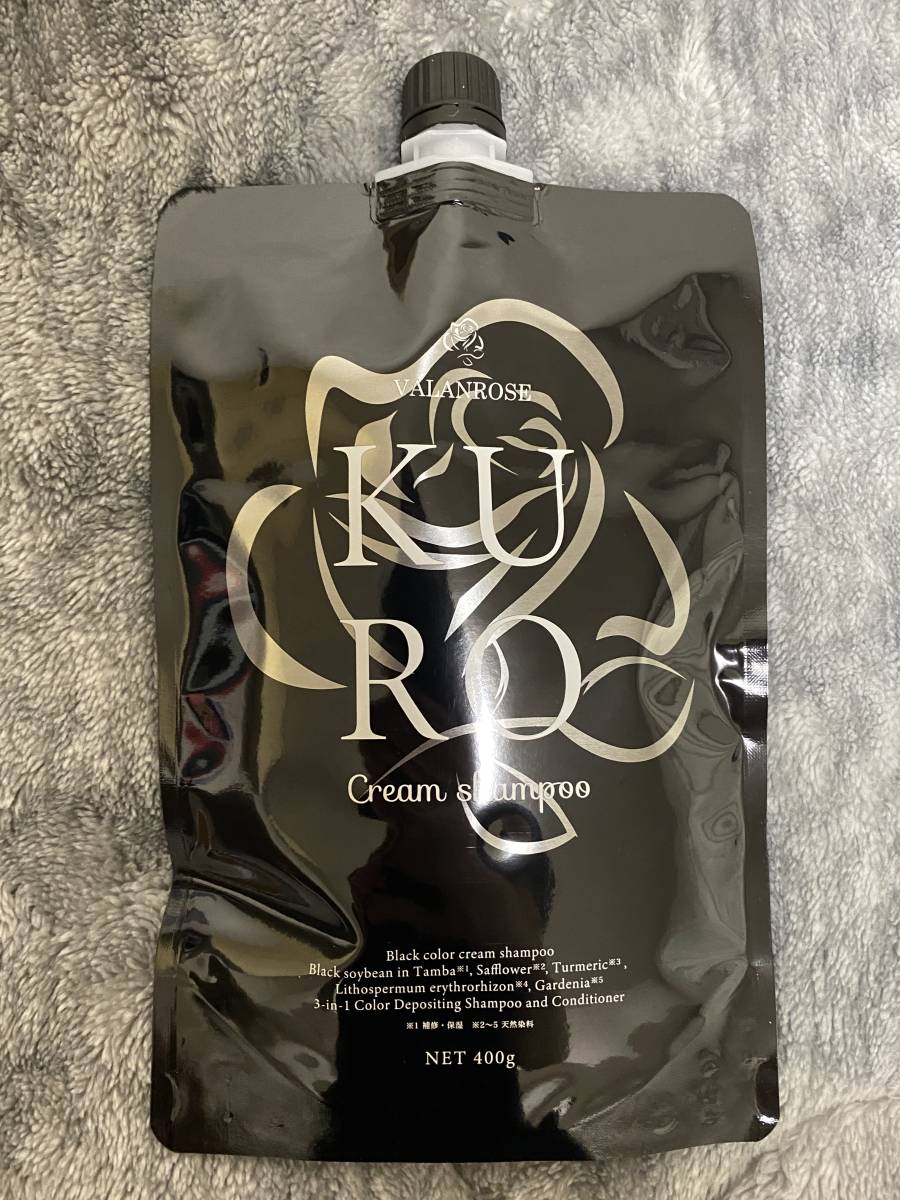 VALANROSE
KU
RO
Cream shampoo
Black color cream shampoo
Black soybean in Tamba※1, Safflower※2, Turmeric※3,
Lithospermum erythrorhizon※4, Gardenia※5
3-in-1 Color Depositing Shampoo and Conditioner
※1 補修・保湿 ※2〜5 天然染料
NET 400g